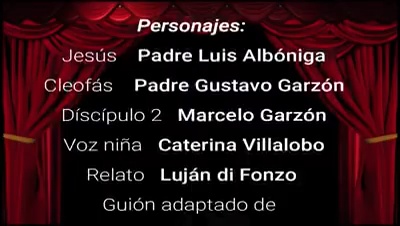 Personajes:
Jesús Padre Luis Albóniga
Cleofás Padre Gustavo Garzón
Díscípulo 2 Marcelo Garzón
Voz niña Caterina Villalobo
Relato Luján di Fonzo
Guión adaptado de